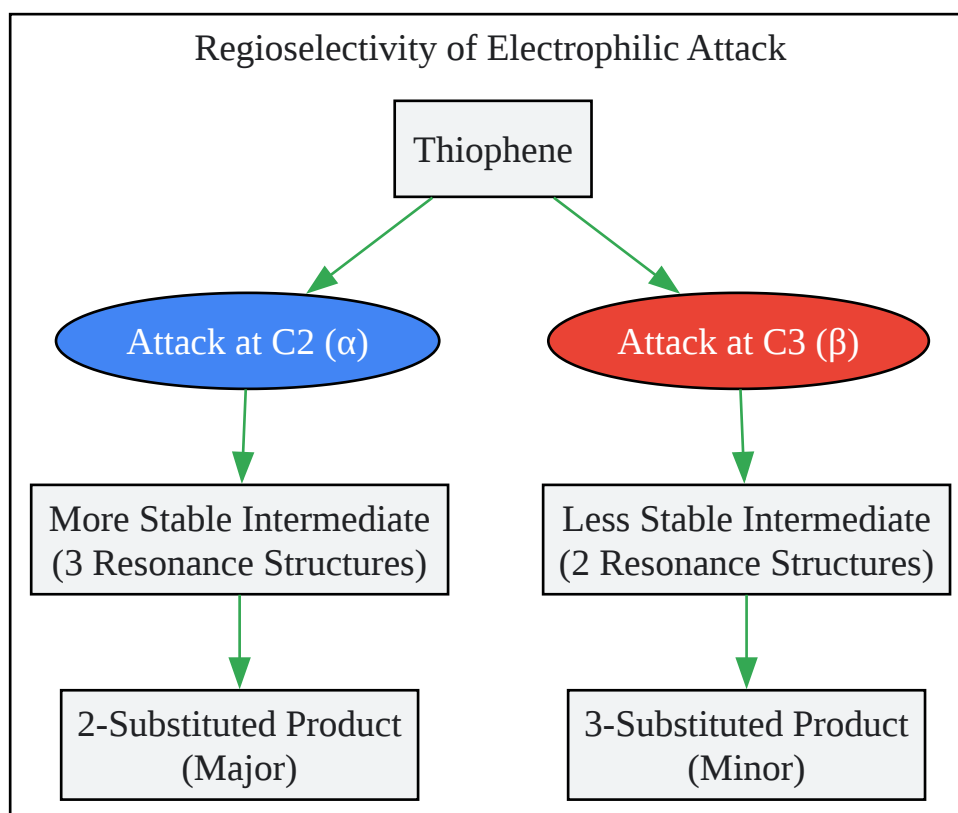 Regioselectivity of Electrophilic Attack
Thiophene
Attack at C2 (α)
Attack at C3 (β)
More Stable Intermediate
(3 Resonance Structures)
Less Stable Intermediate
(2 Resonance Structures)
2-Substituted Product
(Major)
3-Substituted Product
(Minor)